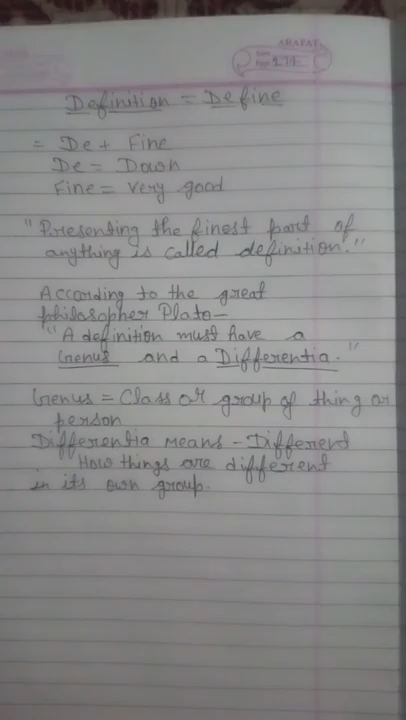 ARAFAT
Definition = Define
= De + Fine
De = Down
Fine = Very good
"Presenting the finest part of
anything is called definition."
According to the great
philosopher Plato-
"A definition must have a
Genus and a Differentia."
Genus = Class or group of thing or
person
Differentia means - Different
How things are different
in its own group.